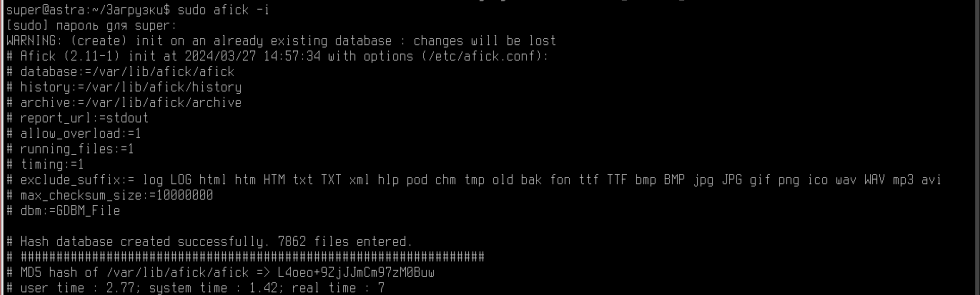 super@astra:~/Загрузки$ sudo afick -i
[sudo] пароль для super:
WARNING: (create) init on an already existing database : changes will be lost
# Afick (2.11-1) init at 2024/03/27 14:57:34 with options (/etc/afick.conf):
# database:=/var/lib/afick/afick
# history:=/var/lib/afick/history
# archive:=/var/lib/afick/archive
# report_url:=stdout
# allow_overload:=1
# running_files:=1
# timing:=1
# exclude_suffix:= log LOG html htm HTM txt TXT xml hlp pod chm tmp old bak fon ttf TTF bmp BMP jpg JPG gif png ico wav WAV mp3 avi
# max_checksum_size:=10000000
# dbm:=GDBM_File
# Hash database created successfully. 7862 files entered.
# #################################################################
# MD5 hash of /var/lib/afick/afick => L4oeo+9ZjJJmCm97zM0Buw
# user time : 2.77; system time : 1.42; real time : 7